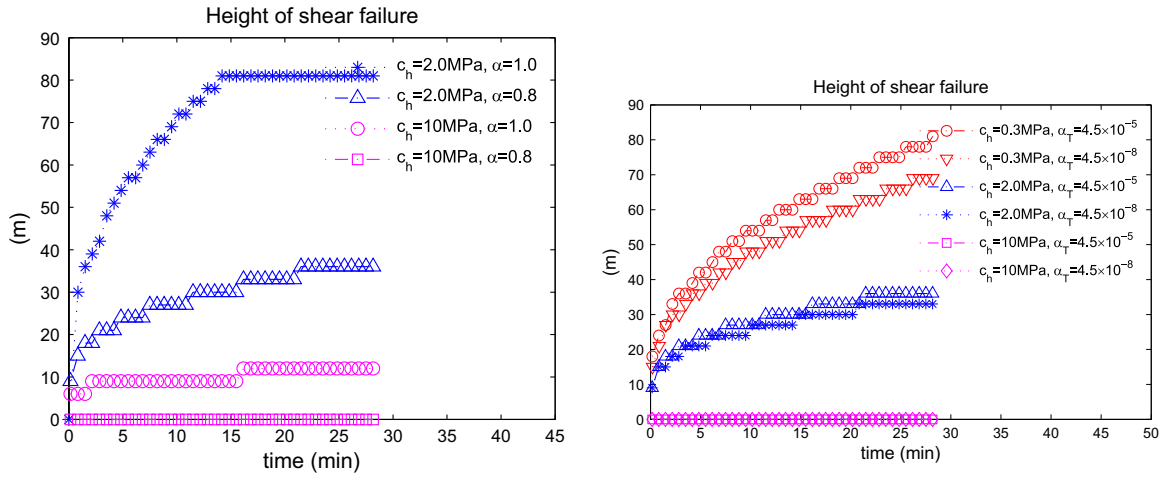 Height of shear failure
90
80
70
60
50
40
30
20
10
0
(m)
0 5 10 15 20 25 30 35 40 45
time (min)
c_h=2.0MPa, α=1.0
c_h=2.0MPa, α=0.8
c_h=10MPa, α=1.0
c_h=10MPa, α=0.8
Height of shear failure
90
80
70
60
50
40
30
20
10
0
(m)
0 5 10 15 20 25 30 35 40 45 50
time (min)
c_h=0.3MPa, α_T=4.5×10^−5
c_h=0.3MPa, α_T=4.5×10^−8
c_h=2.0MPa, α_T=4.5×10^−5
c_h=2.0MPa, α_T=4.5×10^−8
c_h=10MPa, α_T=4.5×10^−5
c_h=10MPa, α_T=4.5×10^−8